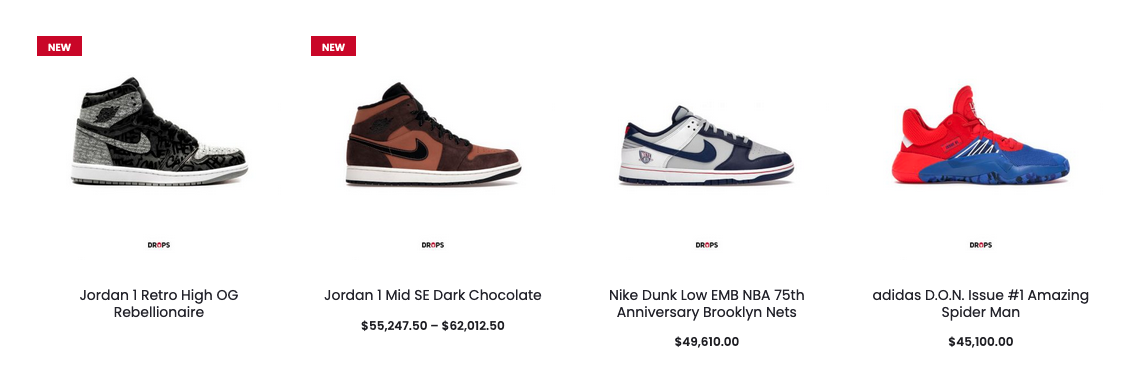 NEW
NEW
DROPS
DROPS
DROPS
DROPS
Jordan 1 Retro High OG
Rebellionaire
Jordan 1 Mid SE Dark Chocolate
$55,247.50 – $62,012.50
Nike Dunk Low EMB NBA 75th
Anniversary Brooklyn Nets
$49,610.00
adidas D.O.N. Issue #1 Amazing
Spider Man
$45,100.00